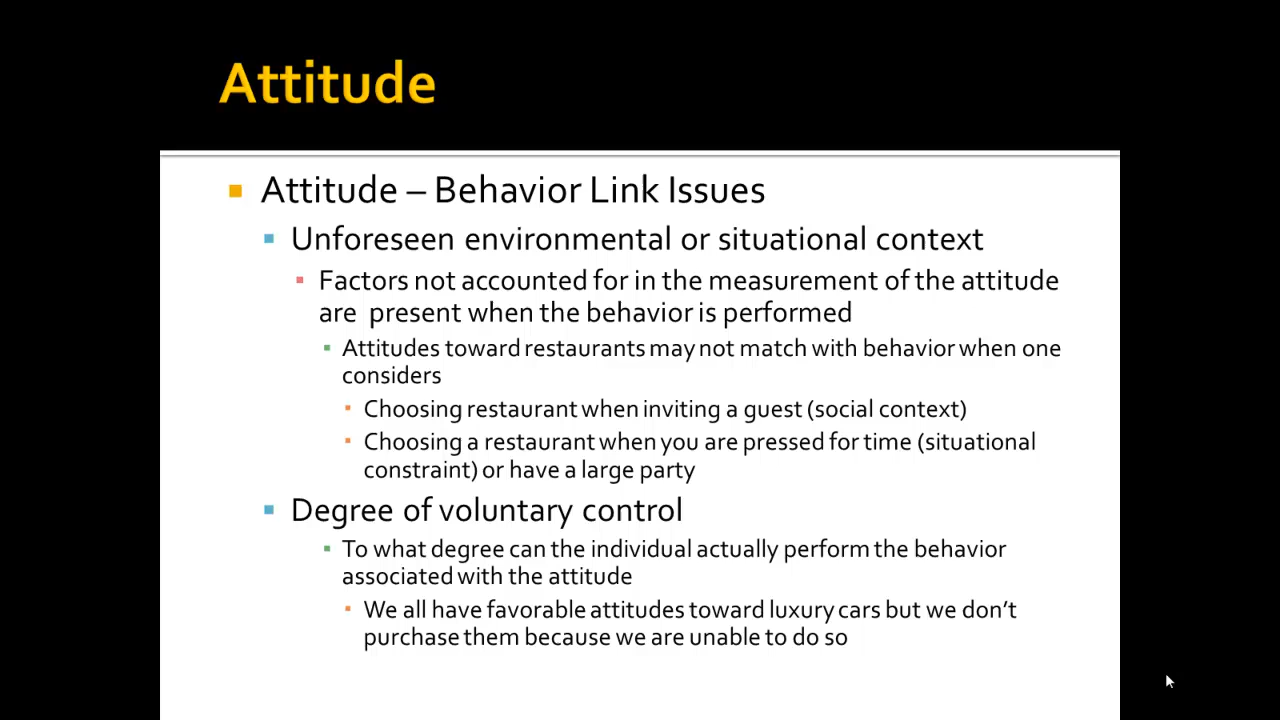 Attitude
Attitude – Behavior Link Issues
Unforeseen environmental or situational context
Factors not accounted for in the measurement of the attitude
are present when the behavior is performed
Attitudes toward restaurants may not match with behavior when one
considers
Choosing restaurant when inviting a guest (social context)
Choosing a restaurant when you are pressed for time (situational
constraint) or have a large party
Degree of voluntary control
To what degree can the individual actually perform the behavior
associated with the attitude
We all have favorable attitudes toward luxury cars but we don’t
purchase them because we are unable to do so